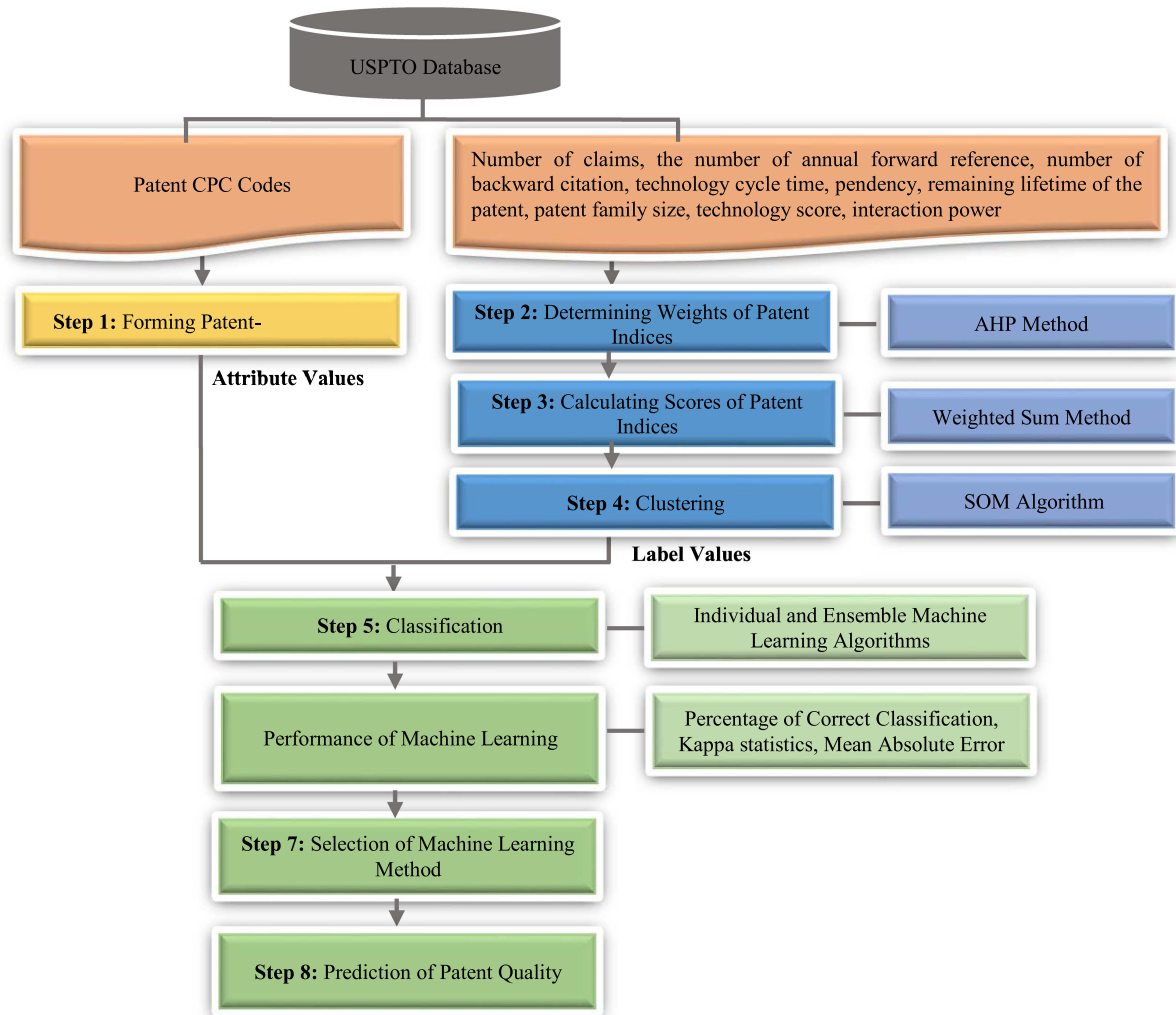 USPTO Database
Patent CPC Codes
Number of claims, the number of annual forward reference, number of
backward citation, technology cycle time, pendency, remaining lifetime of the
patent, patent family size, technology score, interaction power
Step 1: Forming Patent-
Attribute Values
Step 2: Determining Weights of Patent
Indices
AHP Method
Step 3: Calculating Scores of Patent
Indices
Weighted Sum Method
Step 4: Clustering
SOM Algorithm
Label Values
Step 5: Classification
Individual and Ensemble Machine
Learning Algorithms
Performance of Machine Learning
Percentage of Correct Classification,
Kappa statistics, Mean Absolute Error
Step 7: Selection of Machine Learning
Method
Step 8: Prediction of Patent Quality